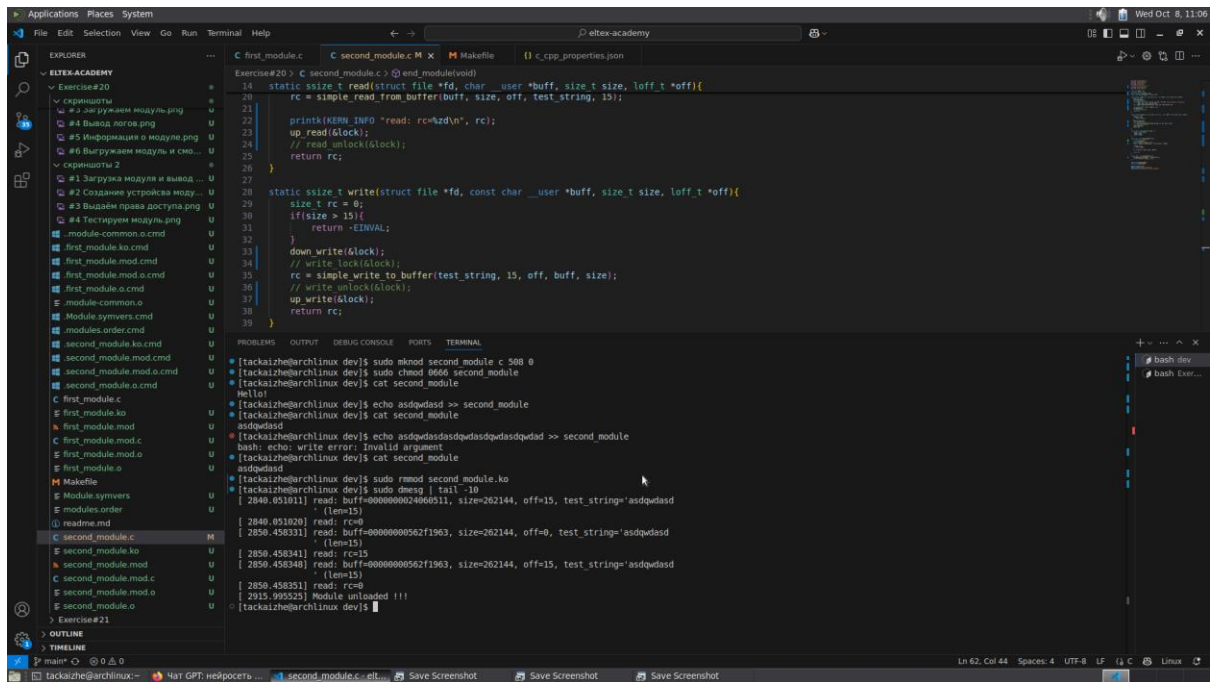 Applications Places System
Wed Oct 8, 11:06
File Edit Selection View Go Run Terminal Help
eltex-academy
EXPLORER
ELTEX-ACADEMY
Exercise#20
скриншоты
#3 Загружаем модуль.png U
#4 Вывод логов.png U
#5 Информация о модуле.png U
#6 Выгружаем модуль и смо... U
скриншоты 2
#1 Загрузка модуля и вывод ... U
#2 Создание устройсва моду... U
#3 Выдаём права доступа.png U
#4 Тестируем модуль.png U
..module-common.o.cmd U
.first_module.ko.cmd U
.first_module.mod.cmd U
.first_module.mod.o.cmd U
.first_module.o.cmd U
.module-common.o U
.Module.symvers.cmd U
.modules.order.cmd U
.second_module.ko.cmd U
.second_module.mod.cmd U
.second_module.mod.o.cmd U
.second_module.o.cmd U
C first_module.c
first_module.ko U
first_module.mod U
C first_module.mod.c U
first_module.mod.o U
first_module.o U
M Makefile
Module.symvers U
modules.order U
readme.md
C second_module.c M
second_module.ko U
second_module.mod U
C second_module.mod.c U
second_module.mod.o U
second_module.o U
Exercise#21
OUTLINE
TIMELINE
C first_module.c C second_module.c M M Makefile {} c_cpp_properties.json
Exercise#20 > C second_module.c > end_module(void)
14 static ssize_t read(struct file *fd, char __user *buff, size_t size, loff_t *off){
20 rc = simple_read_from_buffer(buff, size, off, test_string, 15);
21
22 printk(KERN_INFO "read: rc=%zd\n", rc);
23 up_read(&lock);
24 // read_unlock(&lock);
25 return rc;
26 }
27
28 static ssize_t write(struct file *fd, const char __user *buff, size_t size, loff_t *off){
29 size_t rc = 0;
30 if(size > 15){
31 return -EINVAL;
32 }
33 down_write(&lock);
34 // write_lock(&lock);
35 rc = simple_write_to_buffer(test_string, 15, off, buff, size);
36 // write_unlock(&lock);
37 up_write(&lock);
38 return rc;
39 }
PROBLEMS OUTPUT DEBUG CONSOLE PORTS TERMINAL
bash dev
bash Exer...
[tackaizhe@archlinux dev]$ sudo mknod second_module c 508 0
[tackaizhe@archlinux dev]$ sudo chmod 0666 second_module
[tackaizhe@archlinux dev]$ cat second_module
Hello!
[tackaizhe@archlinux dev]$ echo asdqwdasd >> second_module
[tackaizhe@archlinux dev]$ cat second_module
asdqwdasd
[tackaizhe@archlinux dev]$ echo asdqwdasdasdqwdasdqwdasdqwdad >> second_module
bash: echo: write error: Invalid argument
[tackaizhe@archlinux dev]$ cat second_module
asdqwdasd
[tackaizhe@archlinux dev]$ sudo rmmod second_module.ko
[tackaizhe@archlinux dev]$ sudo dmesg | tail -10
[ 2840.051011] read: buff=0000000024060511, size=262144, off=15, test_string='asdqwdasd
' (len=15)
[ 2840.051020] read: rc=0
[ 2850.458331] read: buff=00000000562f1963, size=262144, off=0, test_string='asdqwdasd
' (len=15)
[ 2850.458341] read: rc=15
[ 2850.458348] read: buff=00000000562f1963, size=262144, off=15, test_string='asdqwdasd
' (len=15)
[ 2850.458351] read: rc=0
[ 2915.995525] Module unloaded !!!
[tackaizhe@archlinux dev]$
main* 0 0 Ln 62, Col 44 Spaces: 4 UTF-8 LF C Linux
tackaizhe@archlinux:~ Чат GPT: нейросеть ... second_module.c - elt... Save Screenshot Save Screenshot Save Screenshot